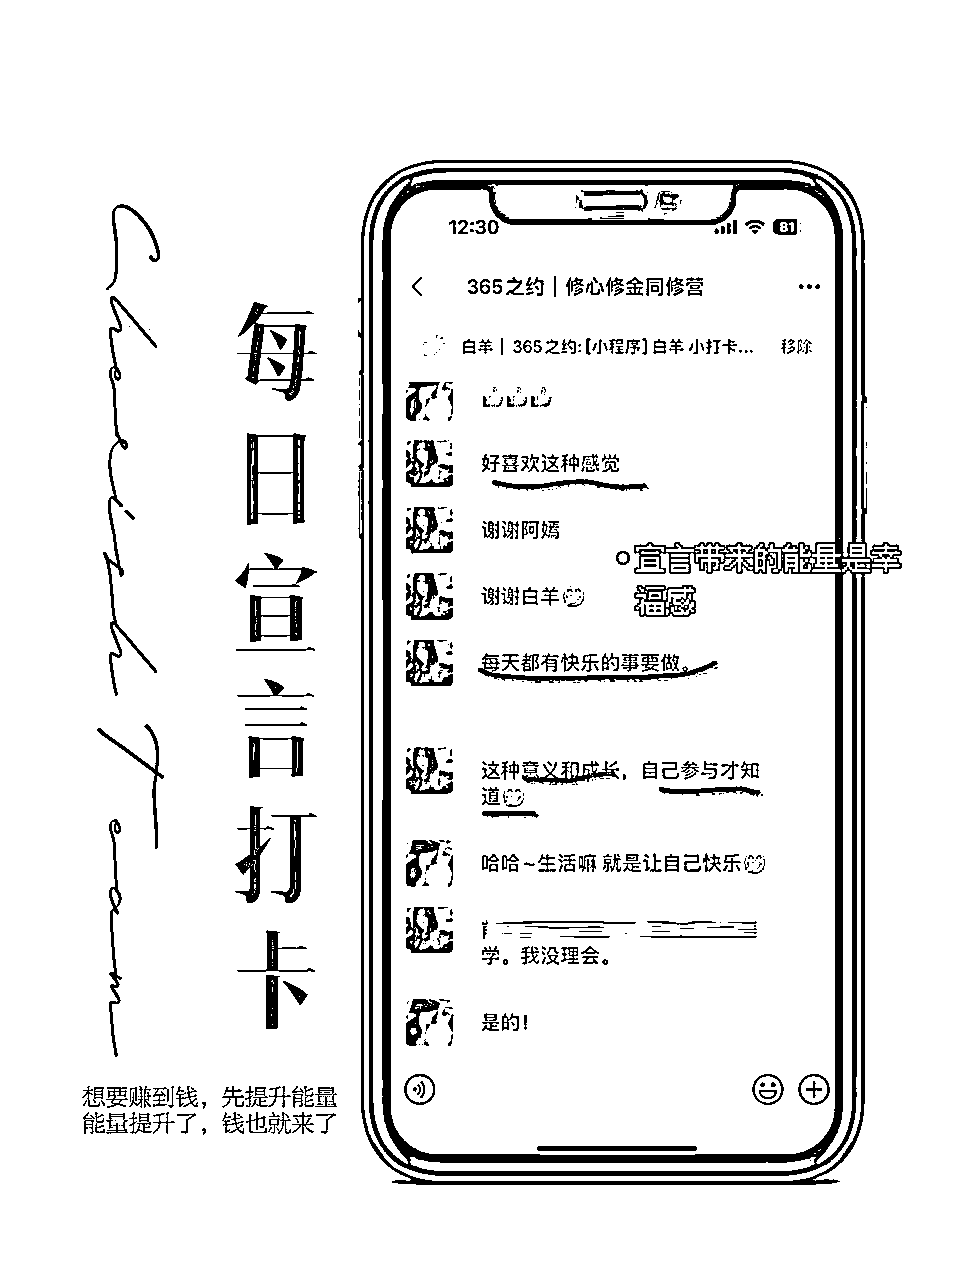 Cherish Team
每日宣言打卡
想要赚到钱，先提升能量
能量提升了，钱也就来了
12:30
81
365之约｜修心修金同修营
白羊｜365之约:[小程序]白羊 小打卡...
移除
好喜欢这种感觉
谢谢阿嫣
谢谢白羊
宣言带来的能量是幸
福感
每天都有快乐的事要做。
这种意义和成长，自己参与才知
道
哈哈~生活嘛 就是让自己快乐
学。我没理会。
是的!